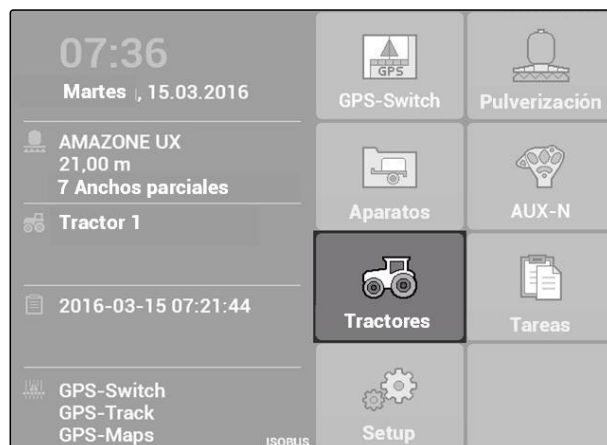 07:36
Martes , 15.03.2016
AMAZONE UX
21,00 m
7 Anchos parciales
Tractor 1
2016-03-15 07:21:44
GPS-Switch
GPS-Track
GPS-Maps
ISOBUS
GPS
GPS-Switch
Pulverización
Aparatos
AUX-N
Tractores
Tareas
Setup